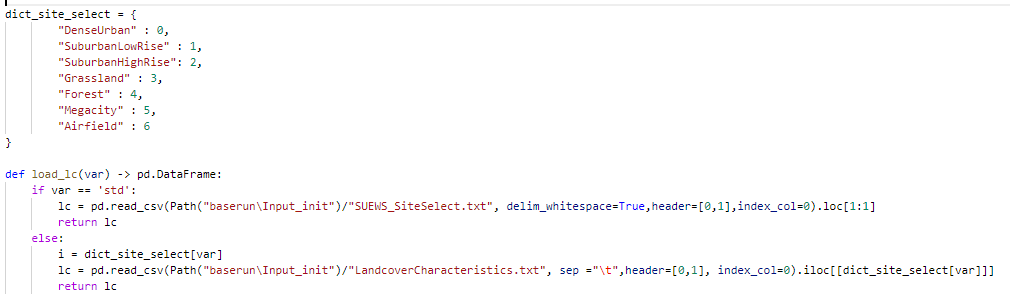 dict_site_select = {
        "DenseUrban" : 0,
        "SuburbanLowRise" : 1,
        "SuburbanHighRise": 2,
        "Grassland" : 3,
        "Forest" : 4,
        "Megacity" : 5,
        "Airfield" : 6
}
def load_lc(var) -> pd.DataFrame:
    if var == 'std':
        lc = pd.read_csv(Path("baserun\Input_init")/"SUEWS_SiteSelect.txt", delim_whitespace=True,header=[0,1],index_col=0).loc[1:1]
        return lc
    else:
        i = dict_site_select[var]
        lc = pd.read_csv(Path("baserun\Input_init")/"LandcoverCharacteristics.txt", sep ="\t",header=[0,1], index_col=0).iloc[[dict_site_select[var]]]
        return lc